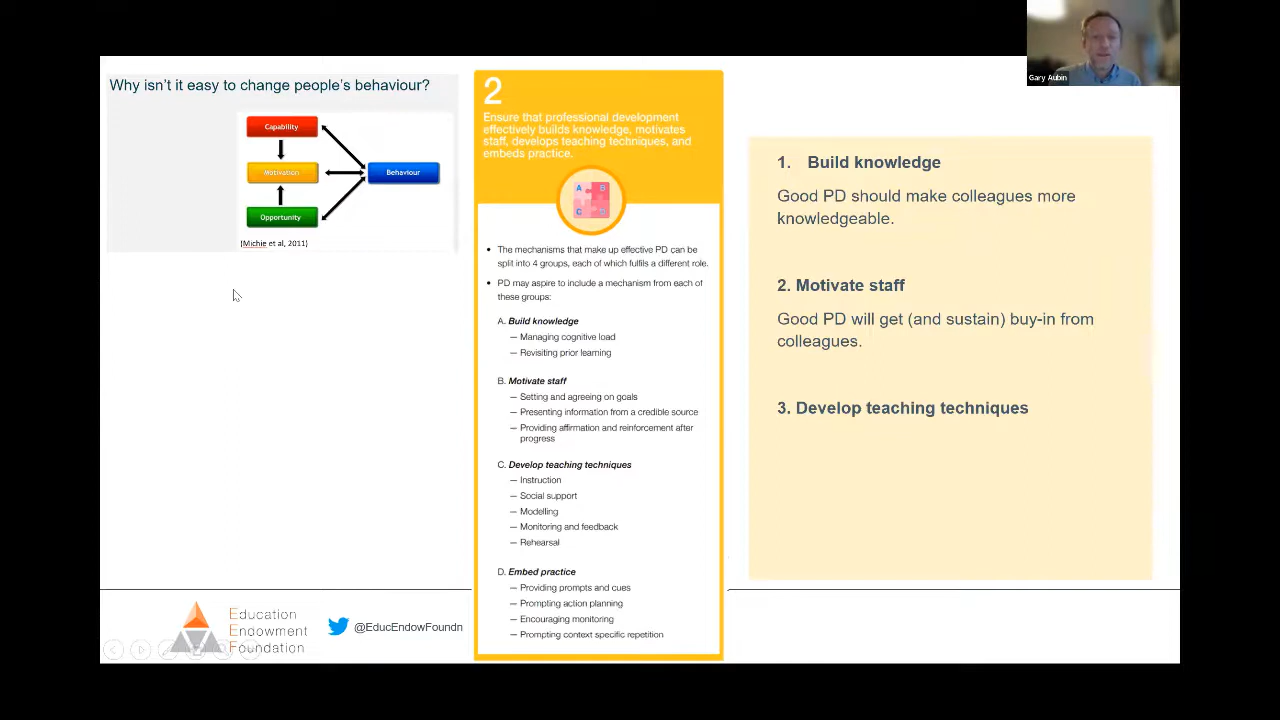 Gary Aubin
Why isn't it easy to change people's behaviour?
Capability
Motivation
Behaviour
Opportunity
(Michie et al, 2011)
2
Ensure that professional development
effectively builds knowledge, motivates
staff, develops teaching techniques, and
embeds practice.
A B
C D
• The mechanisms that make up effective PD can be
split into 4 groups, each of which fulfils a different role.
• PD may aspire to include a mechanism from each of
these groups:
A. Build knowledge
— Managing cognitive load
— Revisiting prior learning
B. Motivate staff
— Setting and agreeing on goals
— Presenting information from a credible source
— Providing affirmation and reinforcement after
progress
C. Develop teaching techniques
— Instruction
— Social support
— Modelling
— Monitoring and feedback
— Rehearsal
D. Embed practice
— Providing prompts and cues
— Prompting action planning
— Encouraging monitoring
— Prompting context specific repetition
1. Build knowledge
Good PD should make colleagues more
knowledgeable.
2. Motivate staff
Good PD will get (and sustain) buy-in from
colleagues.
3. Develop teaching techniques
Education
Endowment
Foundation
@EducEndowFoundn